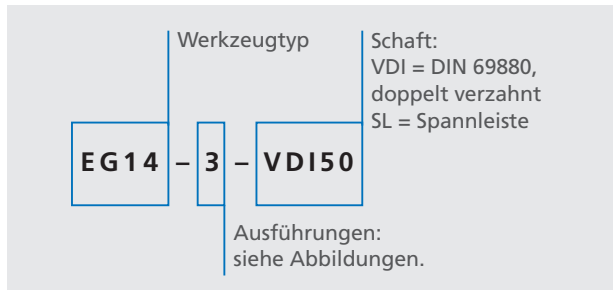 Werkzeugtyp
Schaft:
VDI = DIN 69880,
doppelt verzahnt
SL = Spannleiste
EG14 – 3 – VDI50
Ausführungen:
siehe Abbildungen.